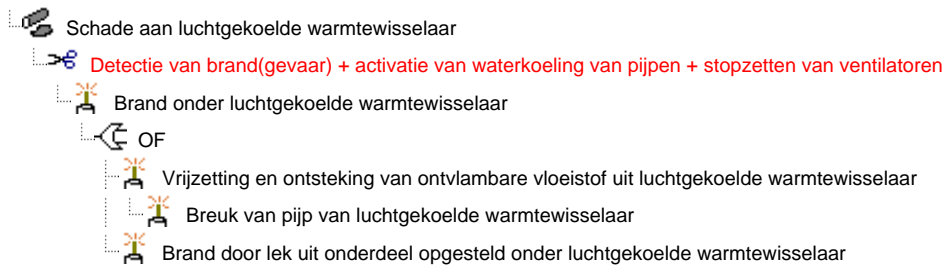 Schade aan luchtgekoelde warmtewisselaar
Detectie van brand(gevaar) + activatie van waterkoeling van pijpen + stopzetten van ventilatoren
Brand onder luchtgekoelde warmtewisselaar
OF
Vrijzetting en ontsteking van ontvlambare vloeistof uit luchtgekoelde warmtewisselaar
Breuk van pijp van luchtgekoelde warmtewisselaar
Brand door lek uit onderdeel opgesteld onder luchtgekoelde warmtewisselaar